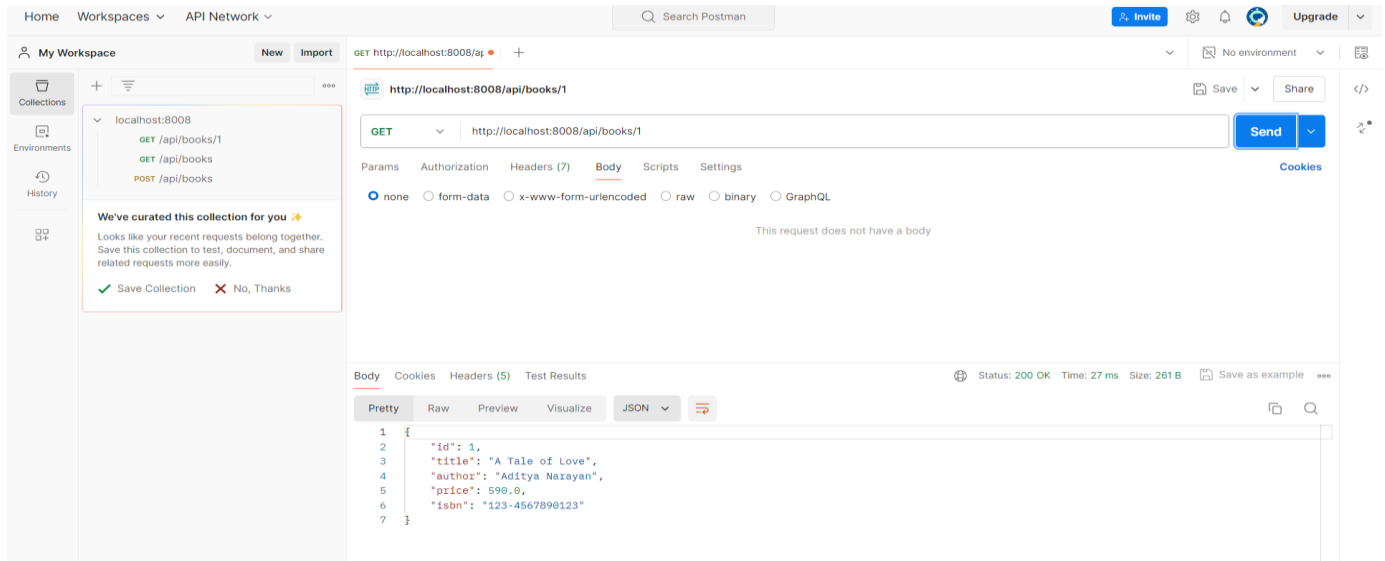 Home Workspaces API Network Search Postman Invite Upgrade
My Workspace New Import GET http://localhost:8008/ap No environment
Collections
Environments
History
localhost:8008
GET /api/books/1
GET /api/books
POST /api/books
We've curated this collection for you ✨
Looks like your recent requests belong together.
Save this collection to test, document, and share
related requests more easily.
Save Collection No, Thanks
HTTP http://localhost:8008/api/books/1 Save Share
GET http://localhost:8008/api/books/1 Send
Params Authorization Headers (7) Body Scripts Settings Cookies
none form-data x-www-form-urlencoded raw binary GraphQL
This request does not have a body
Body Cookies Headers (5) Test Results Status: 200 OK Time: 27 ms Size: 261 B Save as example
Pretty Raw Preview Visualize JSON
1 {
2 "id": 1,
3 "title": "A Tale of Love",
4 "author": "Aditya Narayan",
5 "price": 590.0,
6 "isbn": "123-4567890123"
7 }